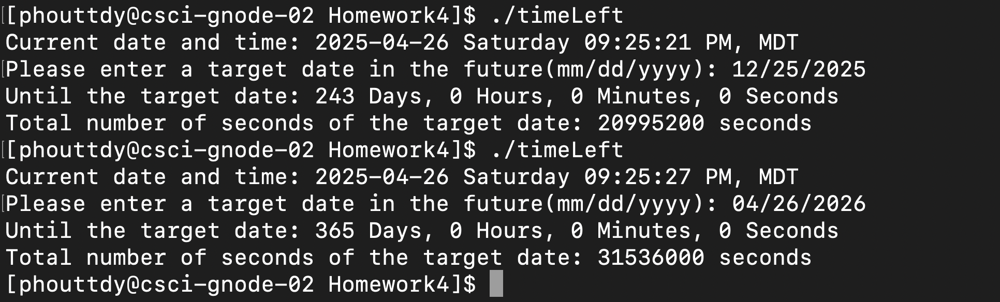 [phouttdy@csci-gnode-02 Homework4]$ ./timeLeft
Current date and time: 2025-04-26 Saturday 09:25:21 PM, MDT
Please enter a target date in the future(mm/dd/yyyy): 12/25/2025
Until the target date: 243 Days, 0 Hours, 0 Minutes, 0 Seconds
Total number of seconds of the target date: 20995200 seconds
[phouttdy@csci-gnode-02 Homework4]$ ./timeLeft
Current date and time: 2025-04-26 Saturday 09:25:27 PM, MDT
Please enter a target date in the future(mm/dd/yyyy): 04/26/2026
Until the target date: 365 Days, 0 Hours, 0 Minutes, 0 Seconds
Total number of seconds of the target date: 31536000 seconds
[phouttdy@csci-gnode-02 Homework4]$